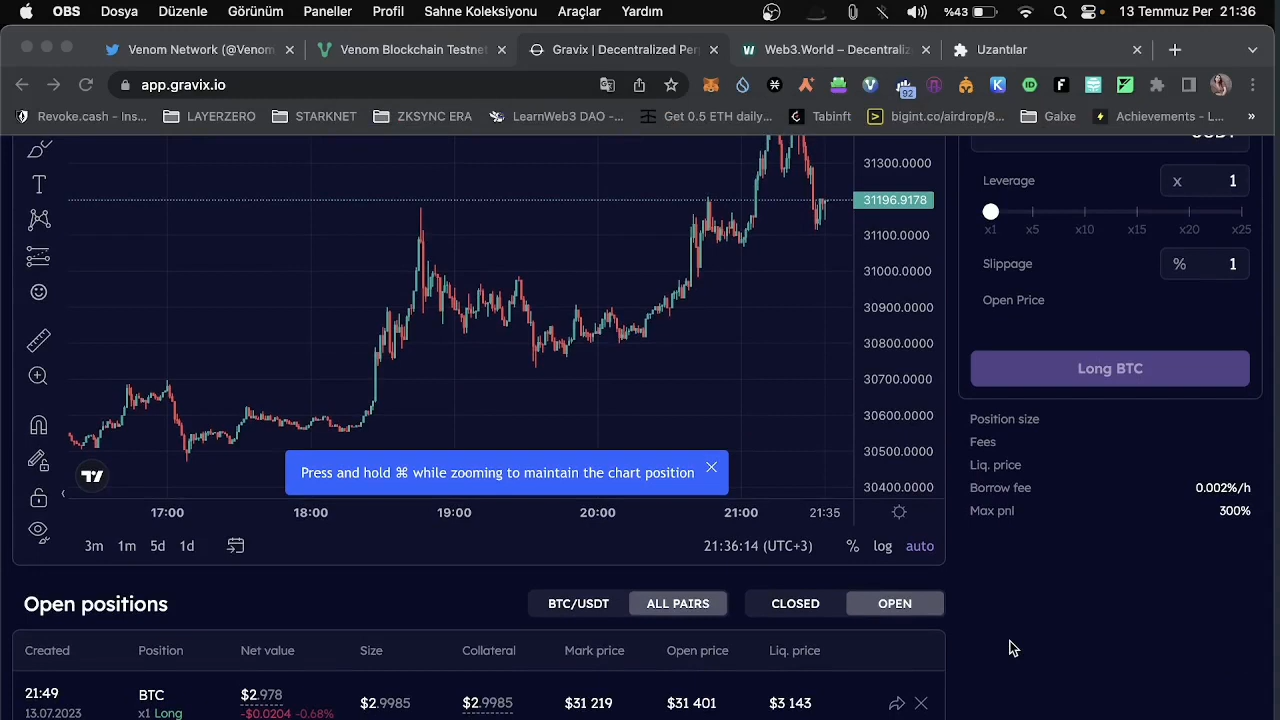 OBS Dosya Düzenle Görünüm Paneller Profil Sahne Koleksiyonu Araçlar Yardım %43 13 Temmuz Per 21:36
Venom Network (@Venom Venom Blockchain Testnet Gravix | Decentralized Per W Web3.World – Decentraliz Uzantılar
app.gravix.io 92
Revoke.cash - Ins... LAYERZERO STARKNET ZKSYNC ERA LearnWeb3 DAO -... Get 0.5 ETH daily... Tabinft bigint.co/airdrop/8... Galxe Achievements - L... »
USDT
31300.0000
31196.9178
31100.0000
31000.0000
30900.0000
30800.0000
30700.0000
30600.0000
30500.0000
30400.0000
Press and hold ⌘ while zooming to maintain the chart position
17:00 18:00 19:00 20:00 21:00 21:35
3m 1m 5d 1d 21:36:14 (UTC+3) % log auto
Leverage x 1
x1 x5 x10 x15 x20 x25
Slippage % 1
Open Price
Long BTC
Position size
Fees
Liq. price
Borrow fee 0.002%/h
Max pnl 300%
Open positions BTC/USDT ALL PAIRS CLOSED OPEN
Created Position Net value Size Collateral Mark price Open price Liq. price
21:49 BTC $2.978 $2.9985 $2.9985 $31 219 $31 401 $3 143
13.07.2023 x1 Long -$0.0204 -0.68%